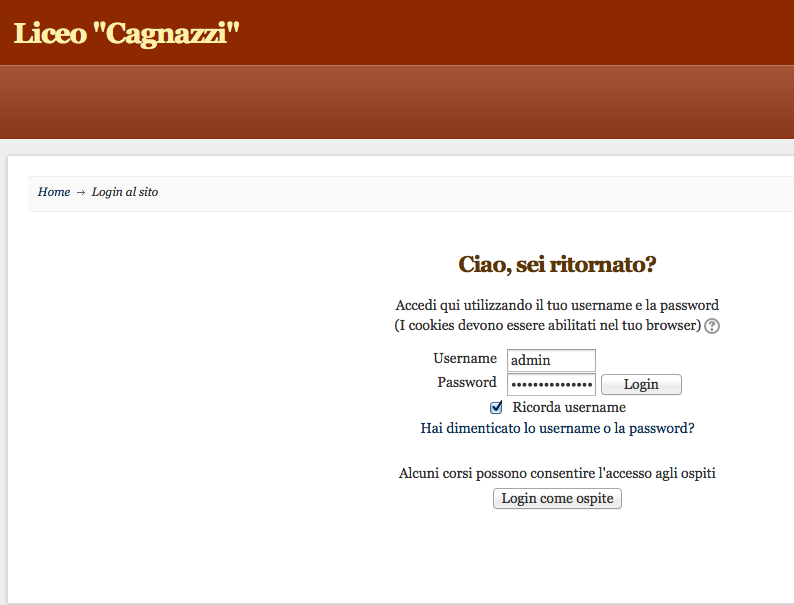 Liceo "Cagnazzi"
Home → Login al sito
Ciao, sei ritornato?
Accedi qui utilizzando il tuo username e la password
(I cookies devono essere abilitati nel tuo browser) ?
Username admin
Password •••••••••••••• Login
Ricorda username
Hai dimenticato lo username o la password?
Alcuni corsi possono consentire l'accesso agli ospiti
Login come ospite